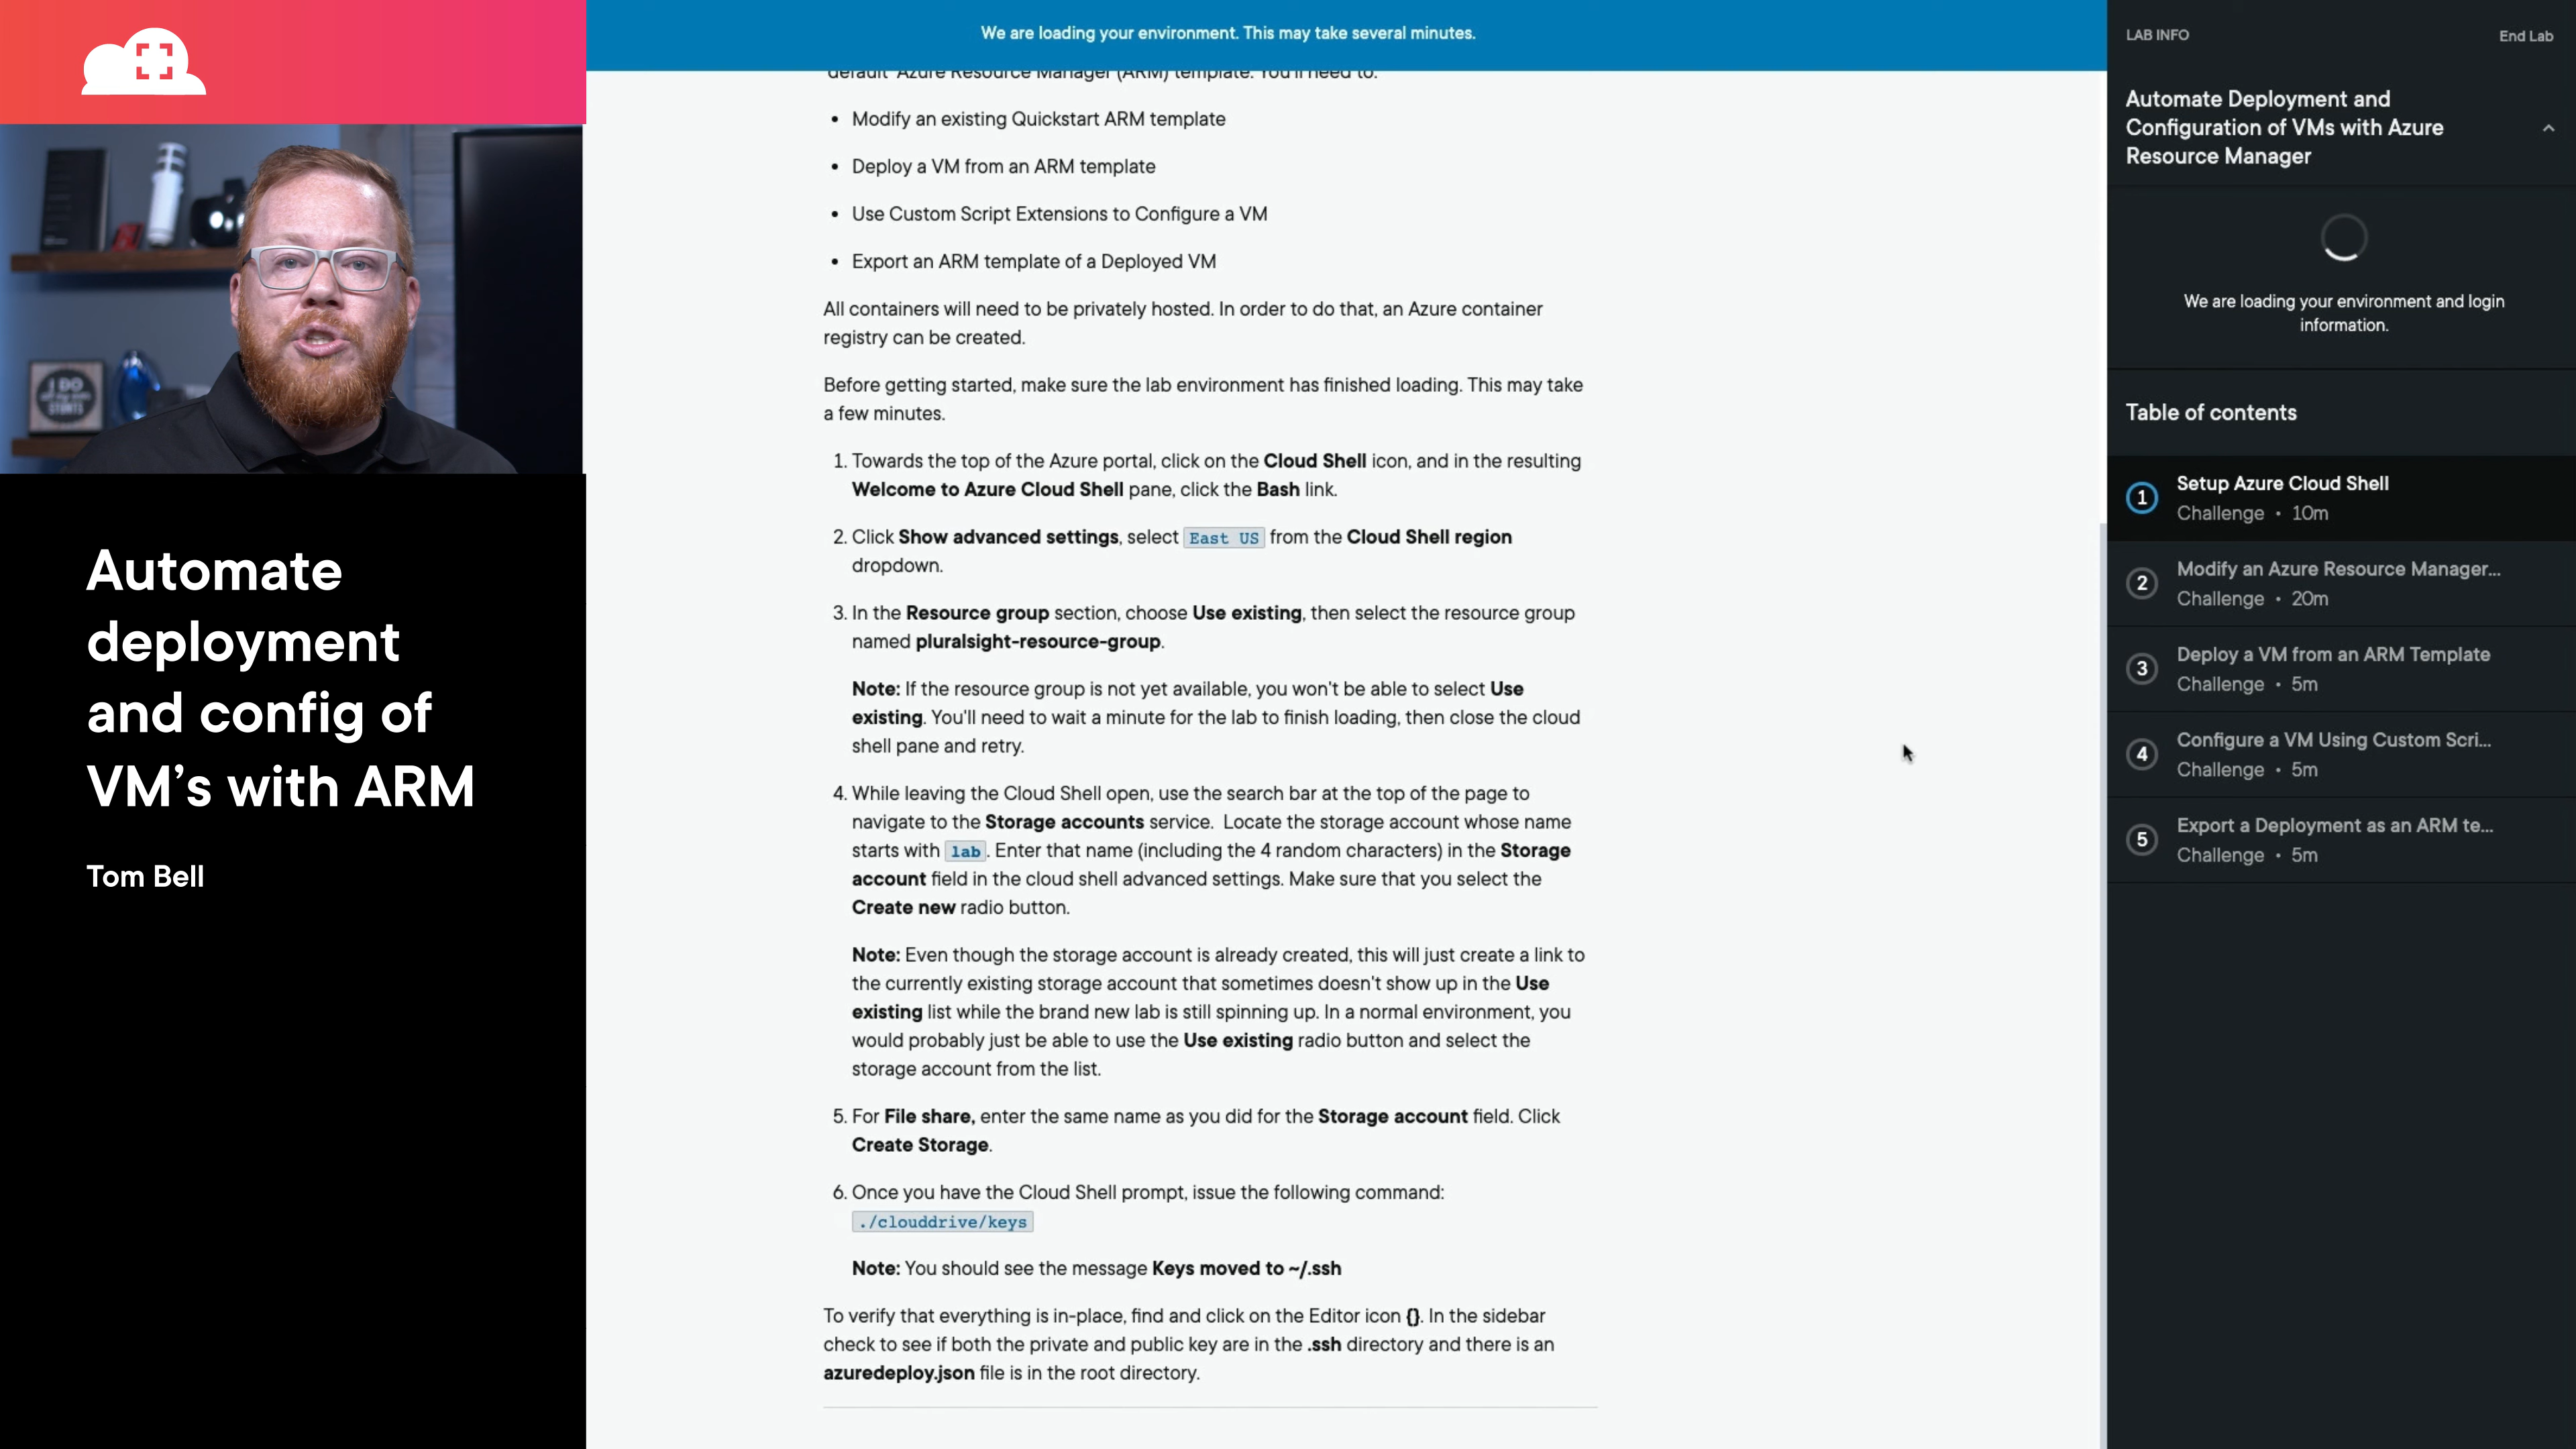 Automate
deployment
and config of
VM's with ARM
Tom Bell
I DO
STUNTS
We are loading your environment. This may take several minutes.
default Azure Resource Manager (ARM) template. You'll need to:
• Modify an existing Quickstart ARM template
• Deploy a VM from an ARM template
• Use Custom Script Extensions to Configure a VM
• Export an ARM template of a Deployed VM
All containers will need to be privately hosted. In order to do that, an Azure container
registry can be created.
Before getting started, make sure the lab environment has finished loading. This may take
a few minutes.
1. Towards the top of the Azure portal, click on the Cloud Shell icon, and in the resulting
Welcome to Azure Cloud Shell pane, click the Bash link.
2. Click Show advanced settings, select East US from the Cloud Shell region
dropdown.
3. In the Resource group section, choose Use existing, then select the resource group
named pluralsight-resource-group.
Note: If the resource group is not yet available, you won't be able to select Use
existing. You'll need to wait a minute for the lab to finish loading, then close the cloud
shell pane and retry.
4. While leaving the Cloud Shell open, use the search bar at the top of the page to
navigate to the Storage accounts service. Locate the storage account whose name
starts with lab. Enter that name (including the 4 random characters) in the Storage
account field in the cloud shell advanced settings. Make sure that you select the
Create new radio button.
Note: Even though the storage account is already created, this will just create a link to
the currently existing storage account that sometimes doesn't show up in the Use
existing list while the brand new lab is still spinning up. In a normal environment, you
would probably just be able to use the Use existing radio button and select the
storage account from the list.
5. For File share, enter the same name as you did for the Storage account field. Click
Create Storage.
6. Once you have the Cloud Shell prompt, issue the following command:
./clouddrive/keys
Note: You should see the message Keys moved to ~/.ssh
To verify that everything is in-place, find and click on the Editor icon {}. In the sidebar
check to see if both the private and public key are in the .ssh directory and there is an
azuredeploy.json file is in the root directory.
LAB INFO
End Lab
Automate Deployment and
Configuration of VMs with Azure
Resource Manager
We are loading your environment and login
information.
Table of contents
1
Setup Azure Cloud Shell
Challenge • 10m
2
Modify an Azure Resource Manager...
Challenge • 20m
3
Deploy a VM from an ARM Template
Challenge • 5m
4
Configure a VM Using Custom Scri...
Challenge • 5m
5
Export a Deployment as an ARM te...
Challenge • 5m